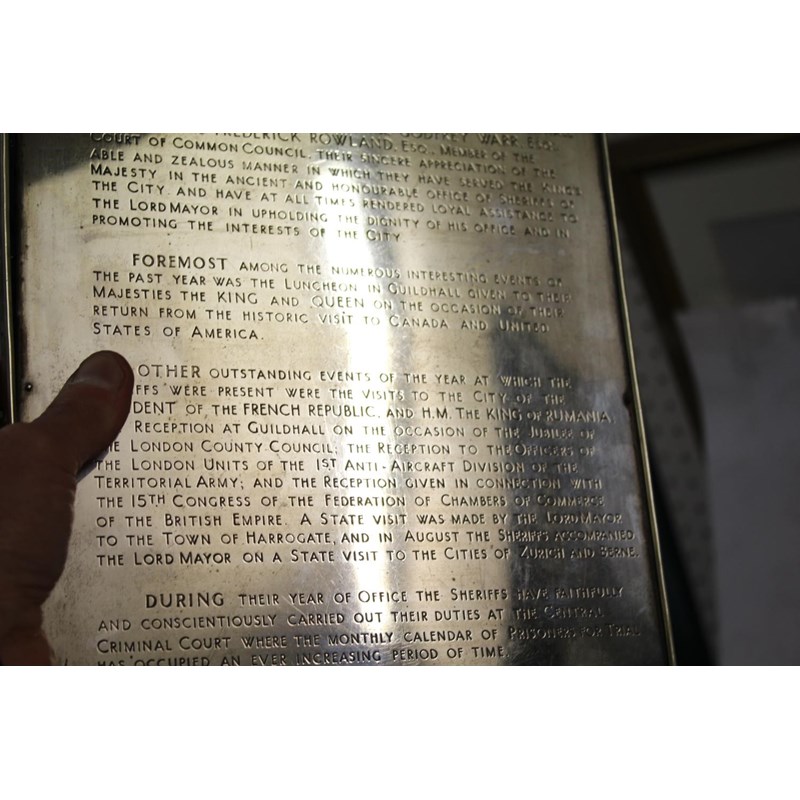 FREDERICK ROWLAND, ESQ., GODFREY WARR, ESQ.
COURT OF COMMON COUNCIL, THEIR SINCERE APPRECIATION OF THE
ABLE AND ZEALOUS MANNER IN WHICH THEY HAVE SERVED THE KING'S
MAJESTY IN THE ANCIENT AND HONOURABLE OFFICE OF SHERIFFS OF
THE CITY AND HAVE AT ALL TIMES RENDERED LOYAL ASSISTANCE TO
THE LORD MAYOR IN UPHOLDING THE DIGNITY OF HIS OFFICE AND IN
PROMOTING THE INTERESTS OF THE CITY.
FOREMOST AMONG THE NUMEROUS INTERESTING EVENTS OF
THE PAST YEAR WAS THE LUNCHEON IN GUILDHALL GIVEN TO THEIR
MAJESTIES THE KING AND QUEEN ON THE OCCASION OF THEIR
RETURN FROM THE HISTORIC VISIT TO CANADA AND UNITED
STATES OF AMERICA.
OTHER OUTSTANDING EVENTS OF THE YEAR AT WHICH THE
FFS WERE PRESENT WERE THE VISITS TO THE CITY OF THE
DENT OF THE FRENCH REPUBLIC, AND H.M. THE KING OF RUMANIA;
RECEPTION AT GUILDHALL ON THE OCCASION OF THE JUBILEE OF
THE LONDON COUNTY COUNCIL; THE RECEPTION TO THE OFFICERS OF
THE LONDON UNITS OF THE 1ST ANTI-AIRCRAFT DIVISION OF THE
TERRITORIAL ARMY; AND THE RECEPTION GIVEN IN CONNECTION WITH
THE 15TH CONGRESS OF THE FEDERATION OF CHAMBERS OF COMMERCE
OF THE BRITISH EMPIRE. A STATE VISIT WAS MADE BY THE LORD MAYOR
TO THE TOWN OF HARROGATE, AND IN AUGUST THE SHERIFFS ACCOMPANIED
THE LORD MAYOR ON A STATE VISIT TO THE CITIES OF ZURICH AND BERNE.
DURING THEIR YEAR OF OFFICE THE SHERIFFS HAVE FAITHFULLY
AND CONSCIENTIOUSLY CARRIED OUT THEIR DUTIES AT THE CENTRAL
CRIMINAL COURT WHERE THE MONTHLY CALENDAR OF PRISONERS FOR TRIAL
HAS OCCUPIED AN EVER INCREASING PERIOD OF TIME.